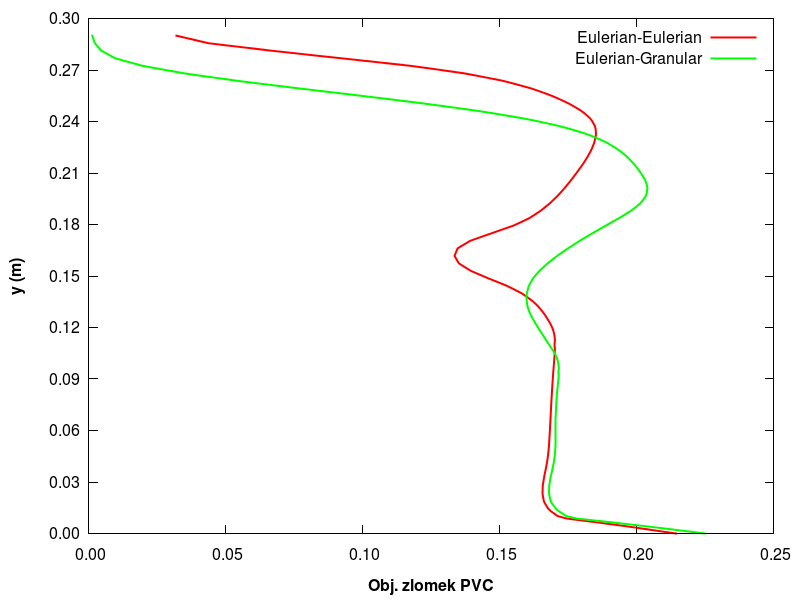 0.30
Eulerian-Eulerian
Eulerian-Granular
0.27
0.24
0.21
0.18
y (m)
0.15
0.12
0.09
0.06
0.03
0.00
0.00 0.05 0.10 0.15 0.20 0.25
Obj. zlomek PVC